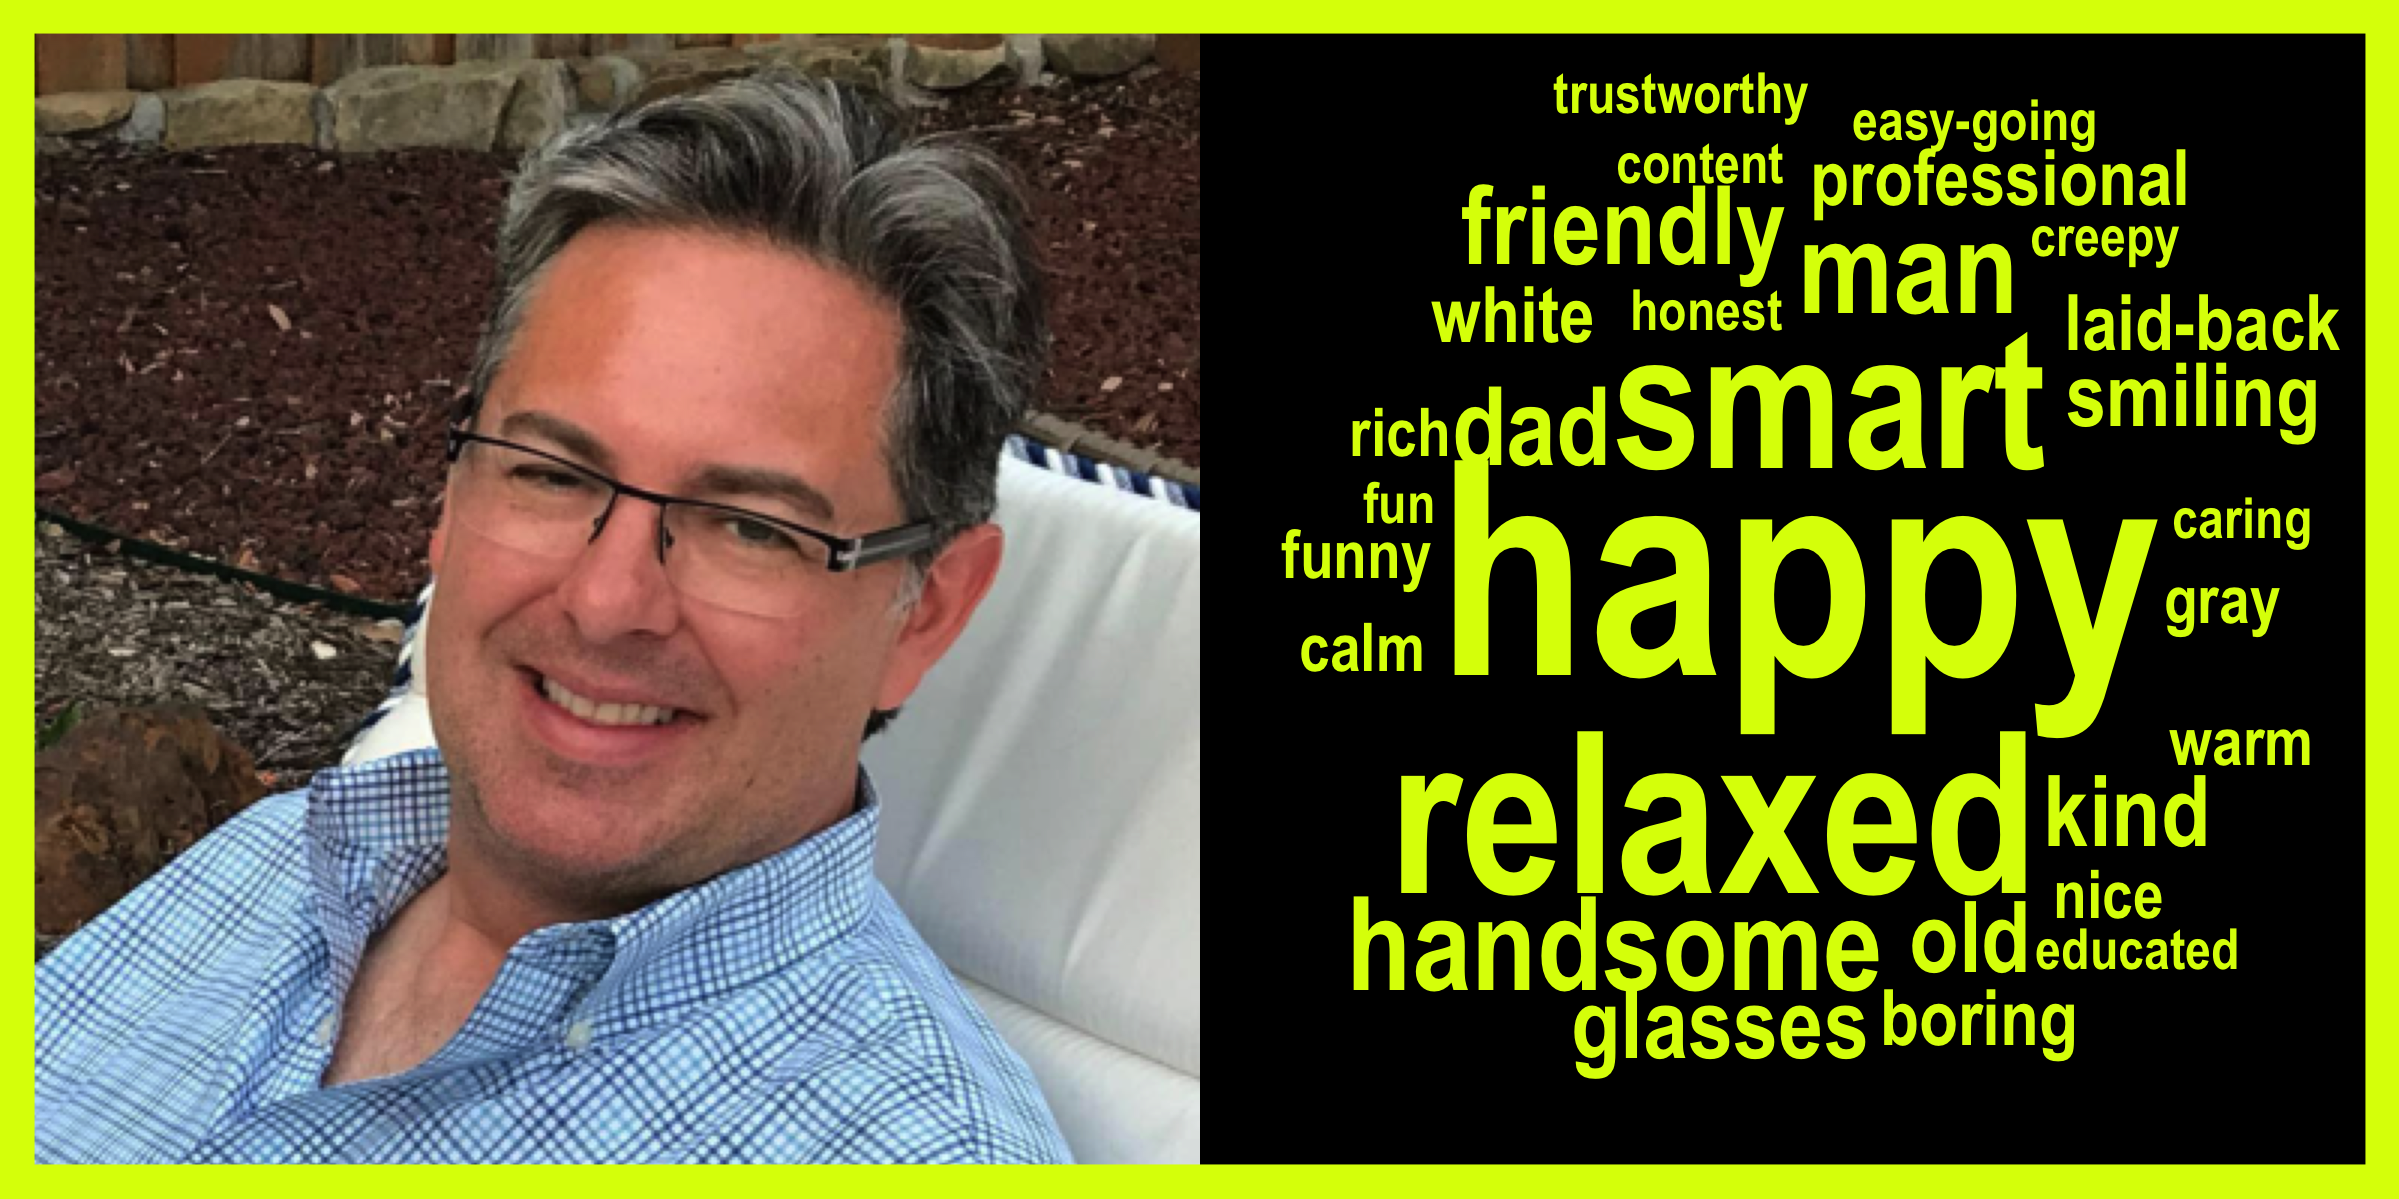 trustworthy
easy-going
content
professional
friendly
man
creepy
white
honest
laid-back
smart
smiling
rich
dad
fun
happy
caring
funny
gray
calm
warm
relaxed
kind
nice
handsome
old
educated
glasses
boring